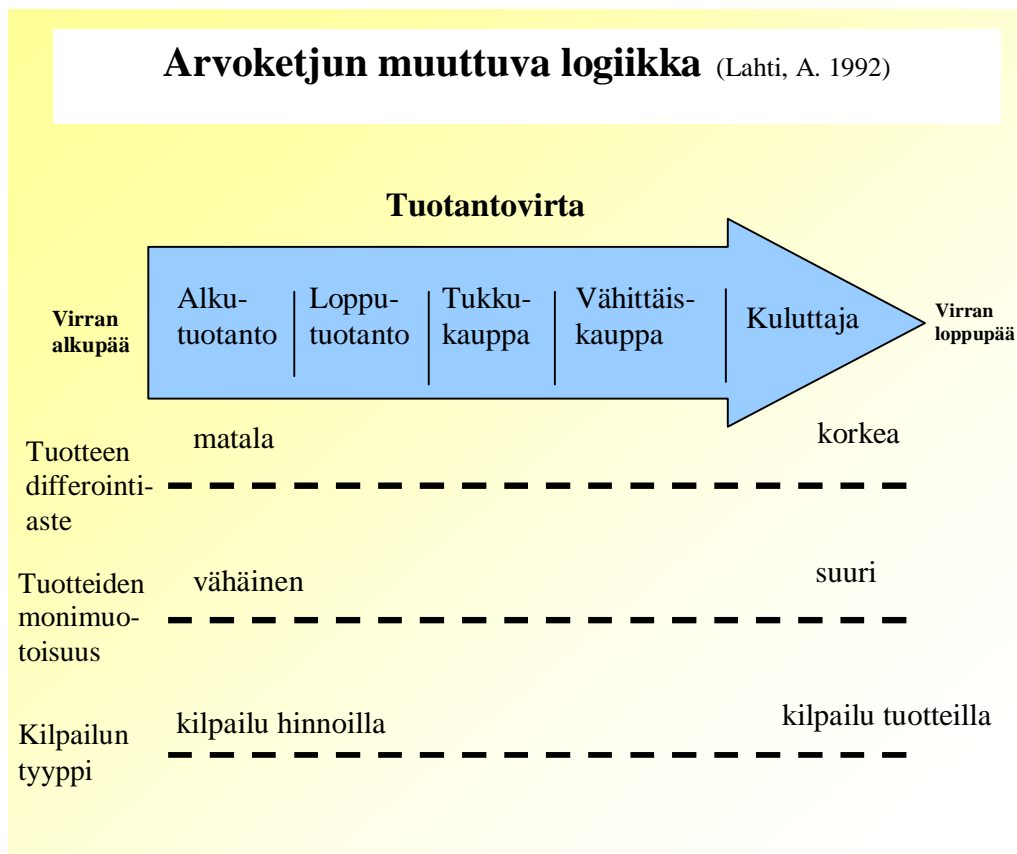 Arvoketjun muuttuva logiikka (Lahti, A. 1992)
Tuotantovirta
Virran
alkupää
Alku-
tuotanto
Loppu-
tuotanto
Tukku-
kauppa
Vähittäis-
kauppa
Kuluttaja
Virran
loppupää
Tuotteen
differointi-
aste
matala
korkea
Tuotteiden
monimuo-
toisuus
vähäinen
suuri
Kilpailun
tyyppi
kilpailu hinnoilla
kilpailu tuotteilla